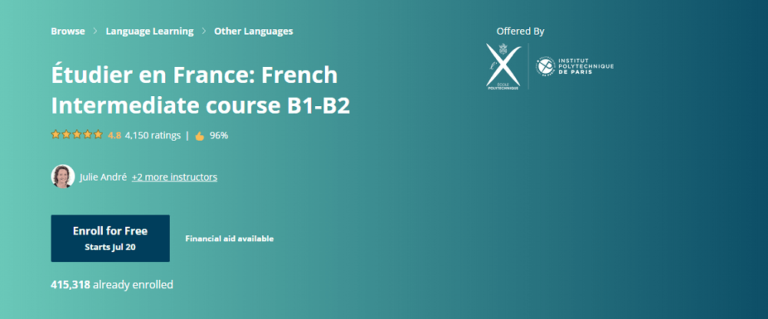 Browse > Language Learning > Other Languages
Offered By
Étudier en France: French
Intermediate course B1-B2
ÉCOLE
POLYTECHNIQUE
INSTITUT
POLYTECHNIQUE
DE PARIS
4.8 4,150 ratings | 96%
Julie André +2 more instructors
Enroll for Free
Starts Jul 20
Financial aid available
415,318 already enrolled